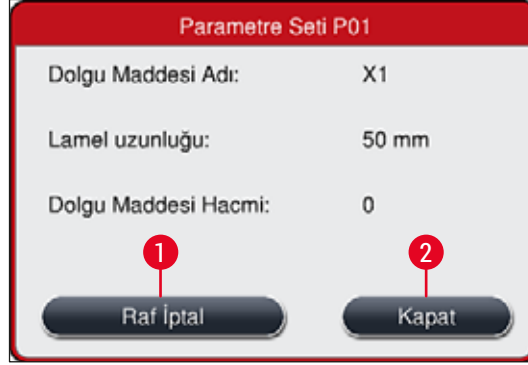 Parametre Seti P01
Dolgu Maddesi Adı: X1
Lamel uzunluğu: 50 mm
Dolgu Maddesi Hacmi: 0
1 2
Raf İptal Kapat